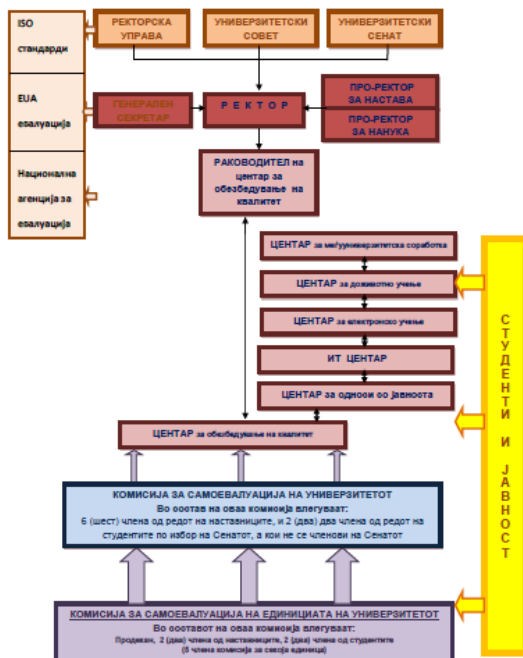 ISO
стандарди
EUA
евалуација
Национална
агенција за
евалуација
РЕКТОРСКА
УПРАВА
УНИВЕРЗИТЕТСКИ
СОВЕТ
УНИВЕРЗИТЕТСКИ
СЕНАТ
ГЕНЕРАЛЕН
СЕКРЕТАР
Р Е К Т О Р
ПРО-РЕКТОР
ЗА НАСТАВА
ПРО-РЕКТОР
ЗА НАНУКА
РАКОВОДИТЕЛ на
центар за
обезбедување на
квалитет
ЦЕНТАР за меѓууниверзитетска соработка
ЦЕНТАР за доживотно учење
ЦЕНТАР за електронско учење
ИТ ЦЕНТАР
ЦЕНТАР за односи со јавноста
ЦЕНТАР за обезбедување на квалитет
СТУДЕНТИ И ЈАВНОСТ
КОМИСИЈА ЗА САМОЕВАЛУАЦИЈА НА УНИВЕРЗИТЕТОТ
Во состав на оваа комисија влегуваат:
6 (шест) члена од редот на наставниците, и 2 (два) два члена од редот на
студентите по избор на Сенатот, а кои не се членови на Сенатот
КОМИСИЈА ЗА САМОЕВАЛУАЦИЈА НА ЕДИНИЦАТА НА УНИВЕРЗИТЕТОТ
Во составот на оваа комисија влегуваат:
Продекан, 2 (два) члена од наставниците, 2 (два) члена од студентите
(5 члена комисија за секоја единица)